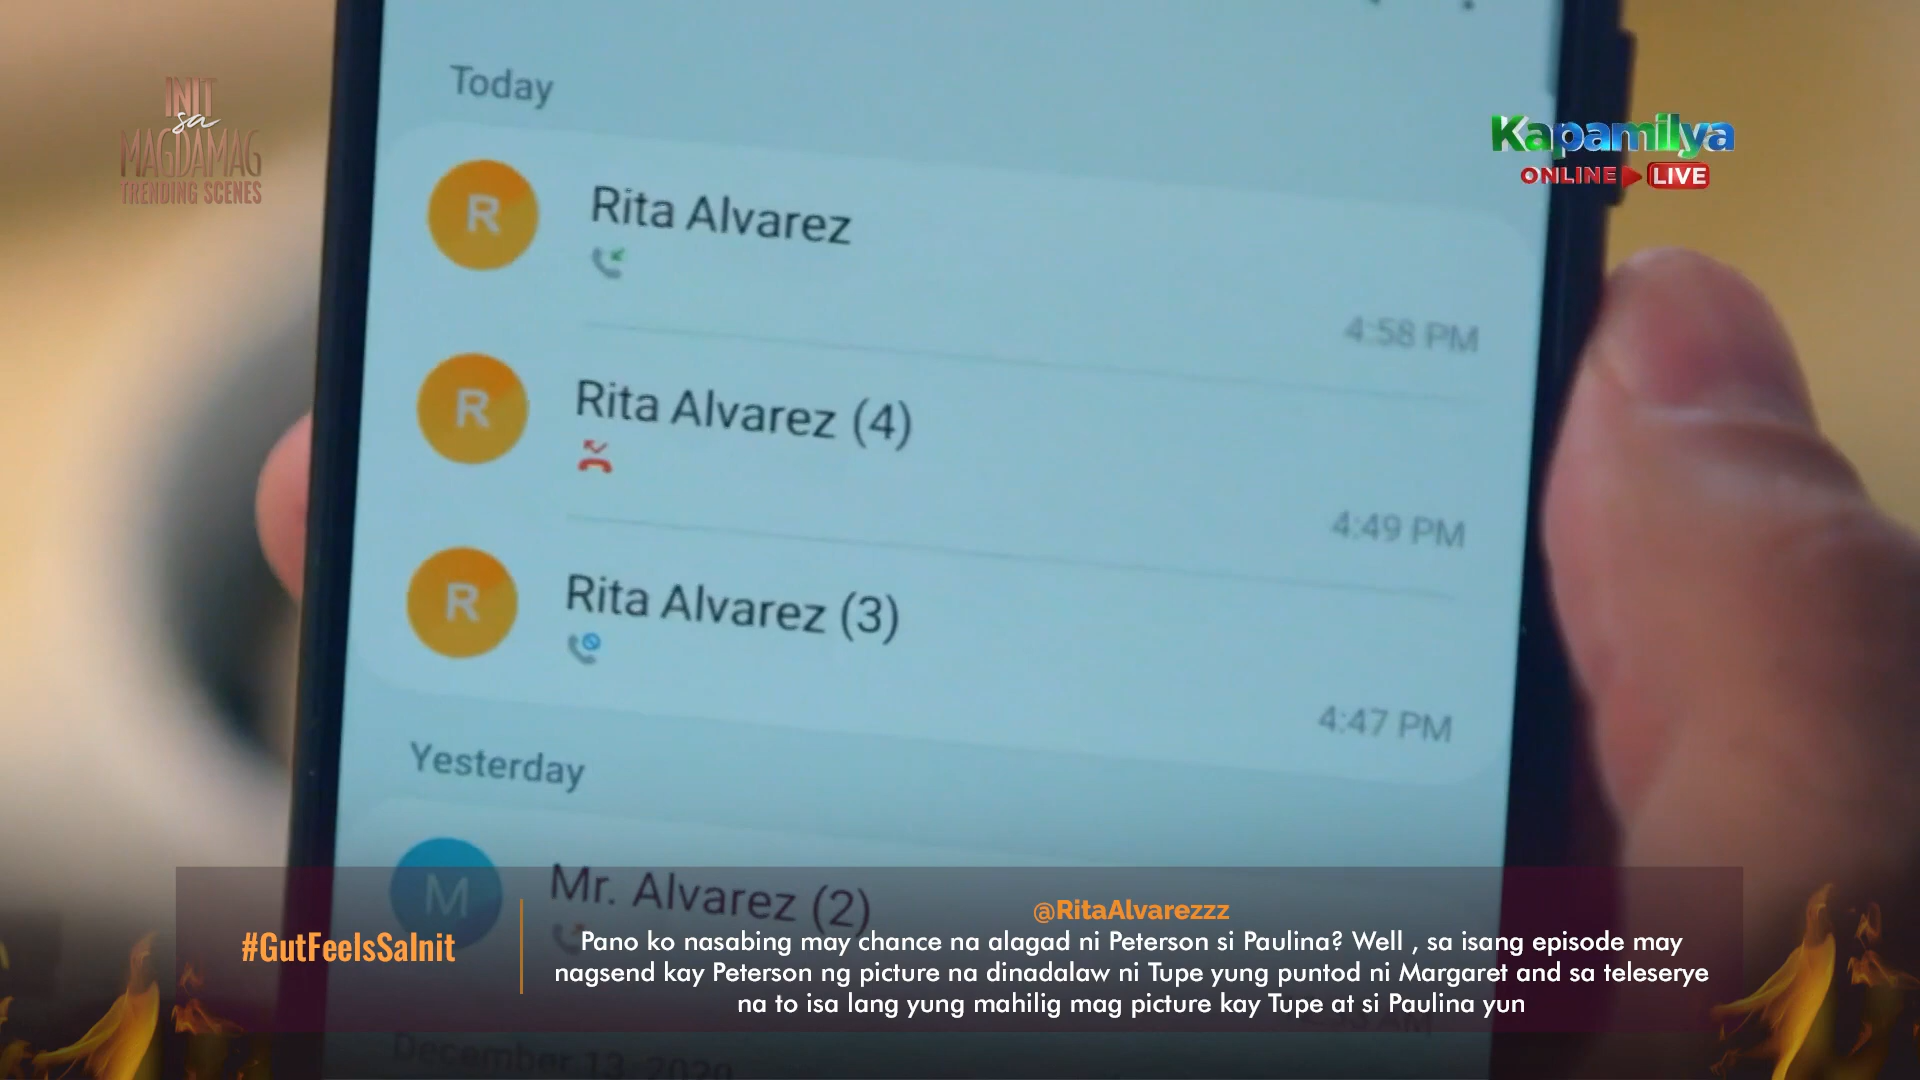 INIT
sa
MAGDAMAG
TRENDING SCENES
Kapamilya
ONLINE LIVE
Today
R
Rita Alvarez
4:58 PM
R
Rita Alvarez (4)
4:49 PM
R
Rita Alvarez (3)
4:47 PM
Yesterday
M
Mr. Alvarez (2)
#GutFeelsSaInit
@RitaAlvarezzz
Pano ko nasabing may chance na alagad ni Peterson si Paulina? Well , sa isang episode may
nagsend kay Peterson ng picture na dinadalaw ni Tupe yung puntod ni Margaret and sa teleserye
na to isa lang yung mahilig mag picture kay Tupe at si Paulina yun
December 13, 2020